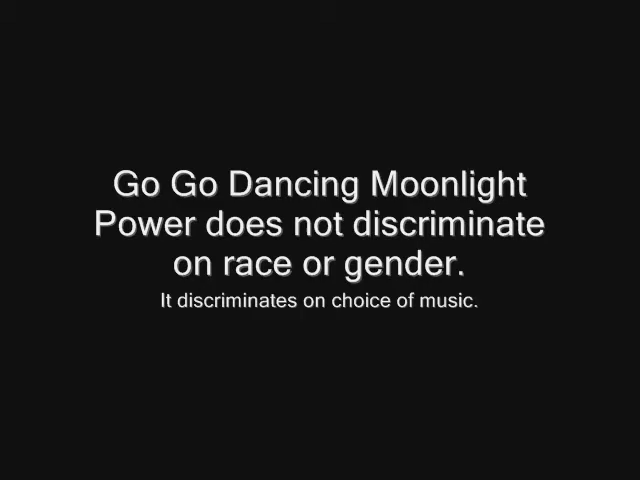 Go Go Dancing Moonlight
Power does not discriminate
on race or gender.
It discriminates on choice of music.